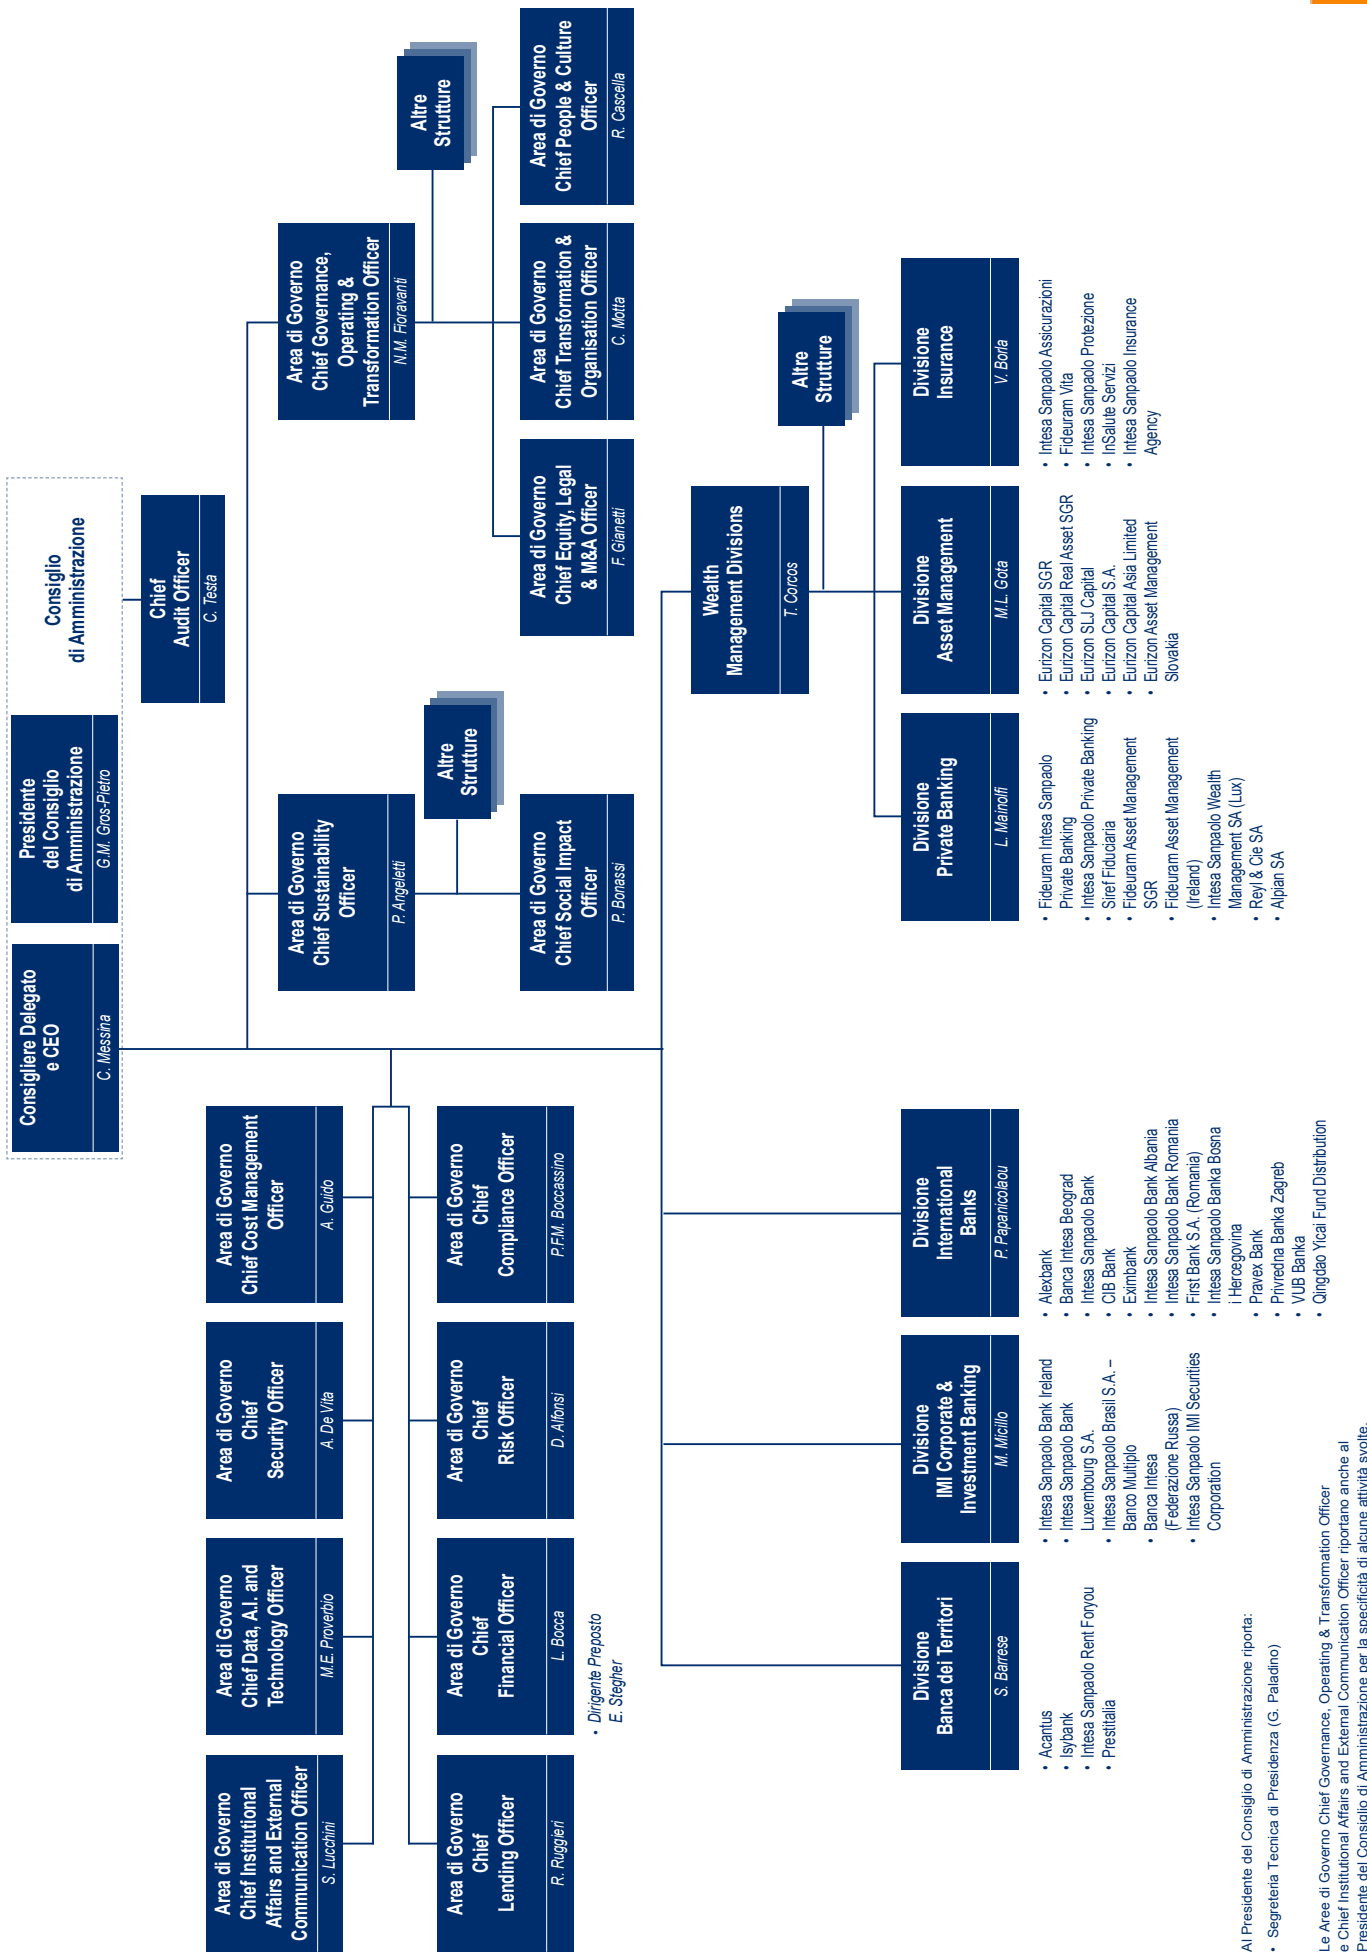 Consigliere Delegato
e CEO
C. Messina
Presidente
del Consiglio
di Amministrazione
G.M. Gros-Pietro
Consiglio
di Amministrazione
Chief
Audit Officer
C. Testa
Area di Governo
Chief Institutional
Affairs and External
Communication Officer
S. Lucchini
Area di Governo
Chief Data, A.I. and
Technology Officer
M.E. Proverbio
Area di Governo
Chief
Security Officer
A. De Vita
Area di Governo
Chief Cost Management
Officer
A. Guido
Area di Governo
Chief Sustainability
Officer
P. Angeletti
Area di Governo
Chief Governance,
Operating &
Transformation Officer
N.M. Fioravanti
Altre
Strutture
Altre
Strutture
Area di Governo
Chief
Lending Officer
R. Ruggieri
Area di Governo
Chief
Financial Officer
L. Bocca
• Dirigente Preposto
E. Stegher
Area di Governo
Chief
Risk Officer
D. Alfonsi
Area di Governo
Chief
Compliance Officer
P.F.M. Boccassino
Area di Governo
Chief Social Impact
Officer
P. Bonassi
Area di Governo
Chief Equity, Legal
& M&A Officer
F. Gianetti
Area di Governo
Chief Transformation &
Organisation Officer
C. Motta
Area di Governo
Chief People & Culture
Officer
R. Cascella
Wealth
Management Divisions
T. Corcos
Altre
Strutture
Divisione
Banca dei Territori
S. Barrese
• Acantus
• Isybank
• Intesa Sanpaolo Rent Foryou
• Prestitalia
Divisione
IMI Corporate &
Investment Banking
M. Micillo
• Intesa Sanpaolo Bank Ireland
• Intesa Sanpaolo Bank
Luxembourg S.A.
• Intesa Sanpaolo Brasil S.A. –
Banco Multiplo
• Banca Intesa
(Federazione Russa)
• Intesa Sanpaolo IMI Securities
Corporation
Divisione
International
Banks
P. Papanicolaou
• Alexbank
• Banca Intesa Beograd
• Intesa Sanpaolo Bank
• CIB Bank
• Eximbank
• Intesa Sanpaolo Bank Albania
• Intesa Sanpaolo Bank Romania
• First Bank S.A. (Romania)
• Intesa Sanpaolo Banka Bosna
i Hercegovina
• Pravex Bank
• Privredna Banka Zagreb
• VUB Banka
• Qingdao Yicai Fund Distribution
Divisione
Private Banking
L. Mainolfi
• Fideuram Intesa Sanpaolo
Private Banking
• Intesa Sanpaolo Private Banking
• Siref Fiduciaria
• Fideuram Asset Management
SGR
• Fideuram Asset Management
(Ireland)
• Intesa Sanpaolo Wealth
Management SA (Lux)
• Reyl & Cie SA
• Alpian SA
Divisione
Asset Management
M.L. Gota
• Eurizon Capital SGR
• Eurizon Capital Real Asset SGR
• Eurizon SLJ Capital
• Eurizon Capital S.A.
• Eurizon Capital Asia Limited
• Eurizon Asset Management
Slovakia
Divisione
Insurance
V. Borla
• Intesa Sanpaolo Assicurazioni
• Fideuram Vita
• Intesa Sanpaolo Protezione
• InSalute Servizi
• Intesa Sanpaolo Insurance
Agency
Al Presidente del Consiglio di Amministrazione riporta:
• Segreteria Tecnica di Presidenza (G. Paladino)
Le Aree di Governo Chief Governance, Operating & Transformation Officer
e Chief Institutional Affairs and External Communication Officer riportano anche al
Presidente del Consiglio di Amministrazione per la specificità di alcune attività svolte.